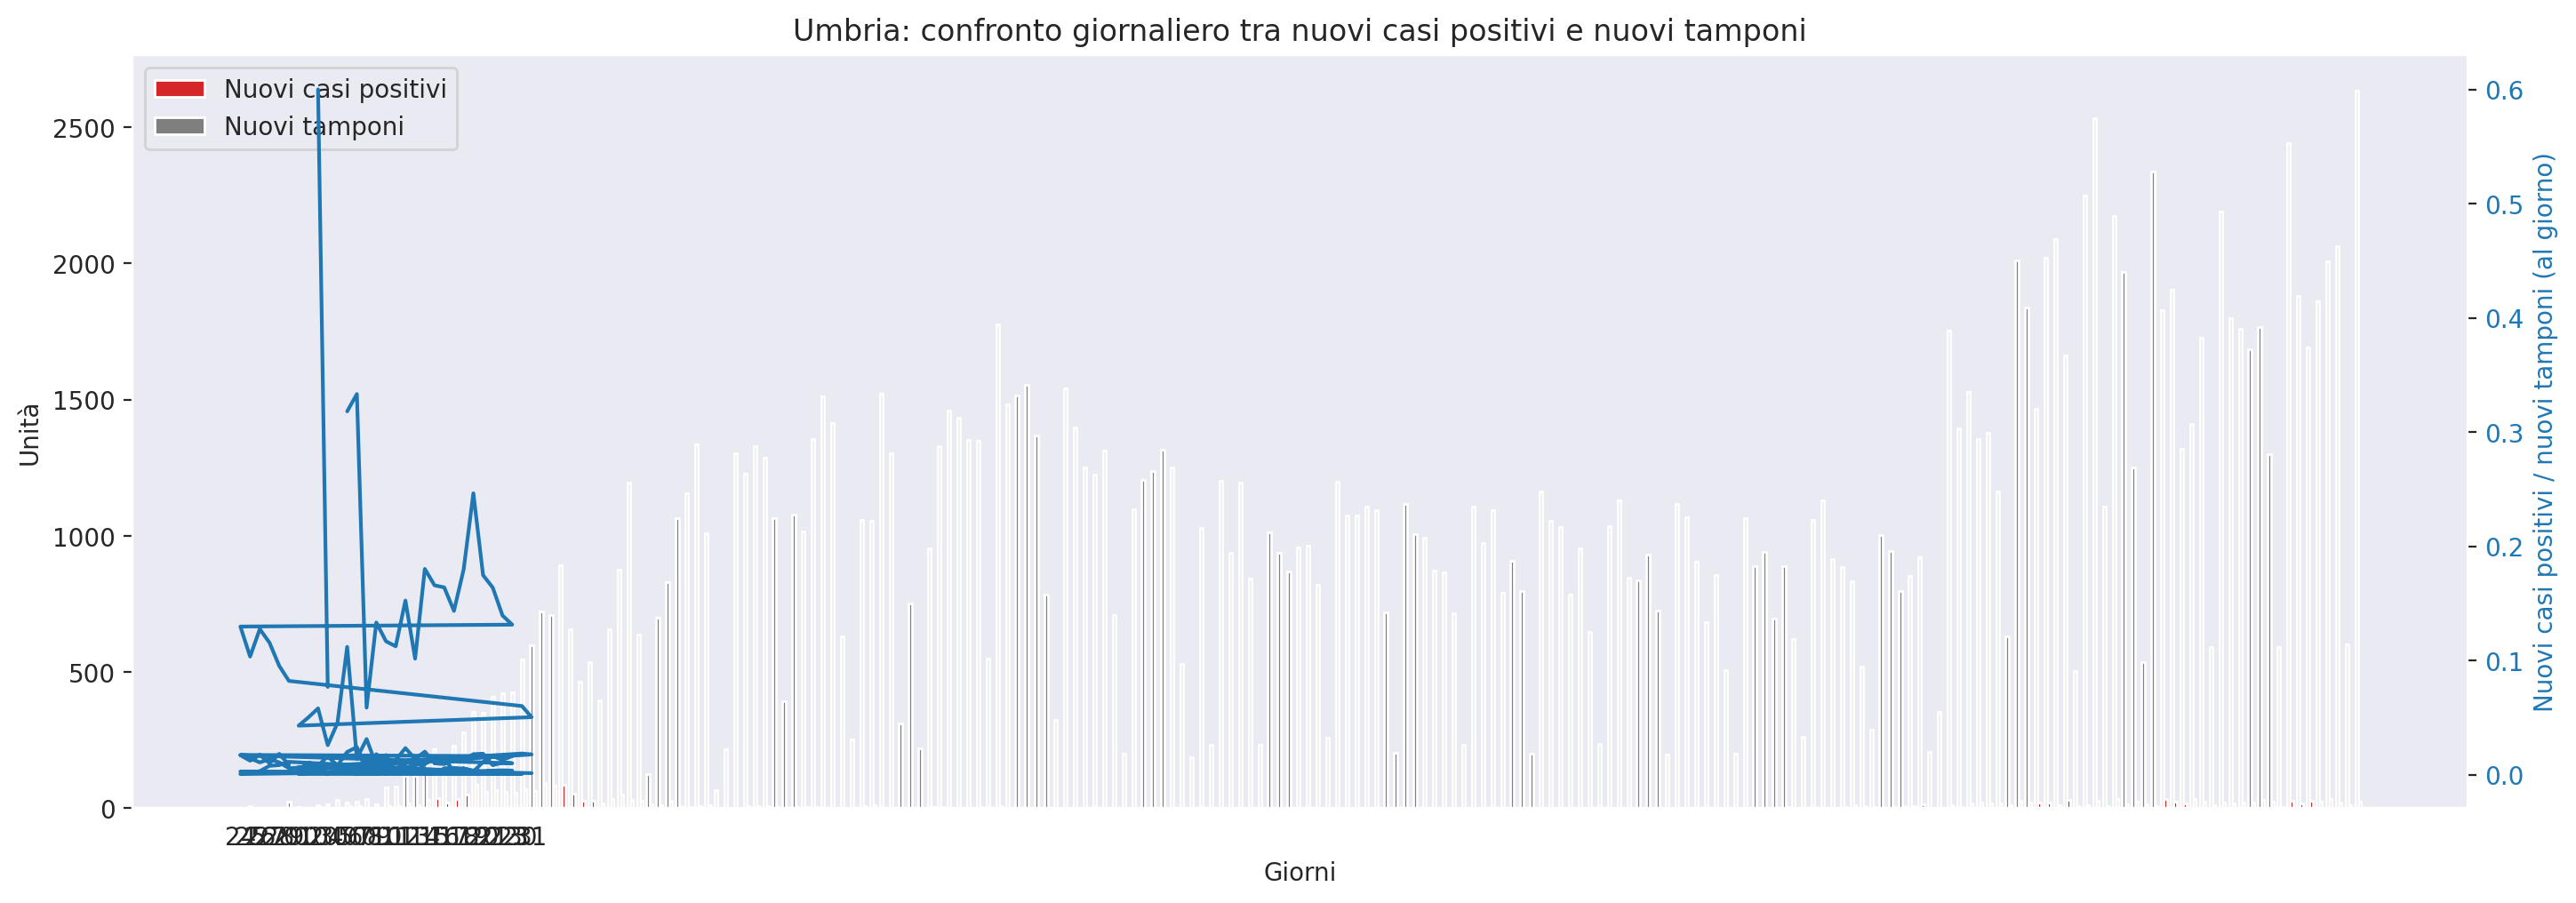 Umbria: confronto giornaliero tra nuovi casi positivi e nuovi tamponi
Nuovi casi positivi
Nuovi tamponi
Unità
2500
2000
1500
1000
500
0
0.6
0.5
0.4
0.3
0.2
0.1
0.0
Nuovi casi positivi / nuovi tamponi (al giorno)
Giorni